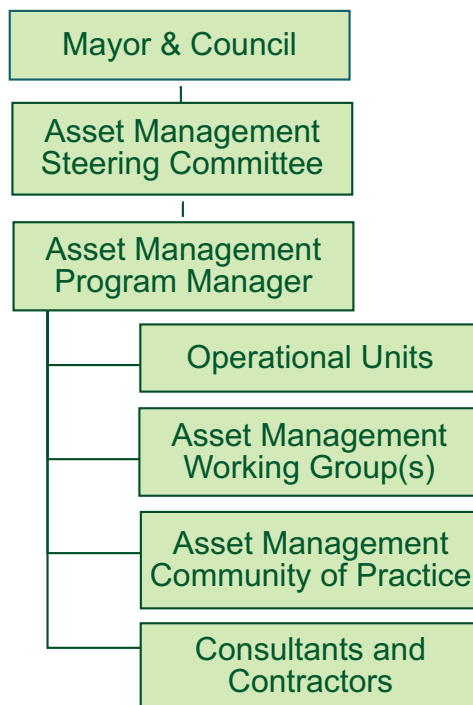 Mayor & Council
Asset Management
Steering Committee
Asset Management
Program Manager
Operational Units
Asset Management
Working Group(s)
Asset Management
Community of Practice
Consultants and
Contractors